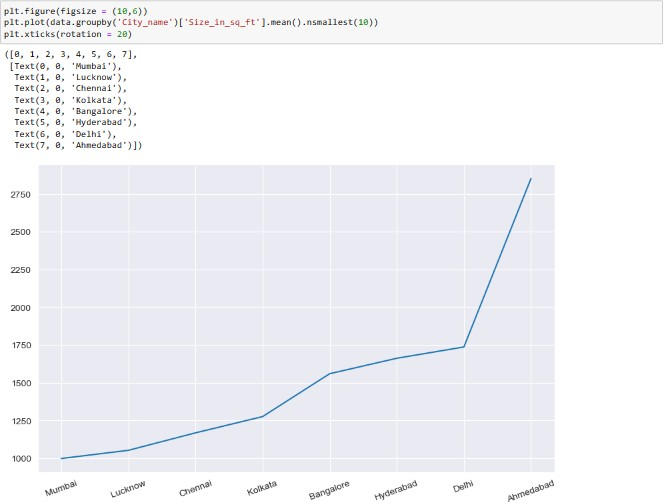 plt.figure(figsize = (10,6))
plt.plot(data.groupby('City_name')['Size_in_sq_ft'].mean().nsmallest(10))
plt.xticks(rotation = 20)
([0, 1, 2, 3, 4, 5, 6, 7],
[Text(0, 0, 'Mumbai'),
Text(1, 0, 'Lucknow'),
Text(2, 0, 'Chennai'),
Text(3, 0, 'Kolkata'),
Text(4, 0, 'Bangalore'),
Text(5, 0, 'Hyderabad'),
Text(6, 0, 'Delhi'),
Text(7, 0, 'Ahmedabad')])
2750
2500
2250
2000
1750
1500
1250
1000
Mumbai Lucknow Chennai Kolkata Bangalore Hyderabad Delhi Ahmedabad